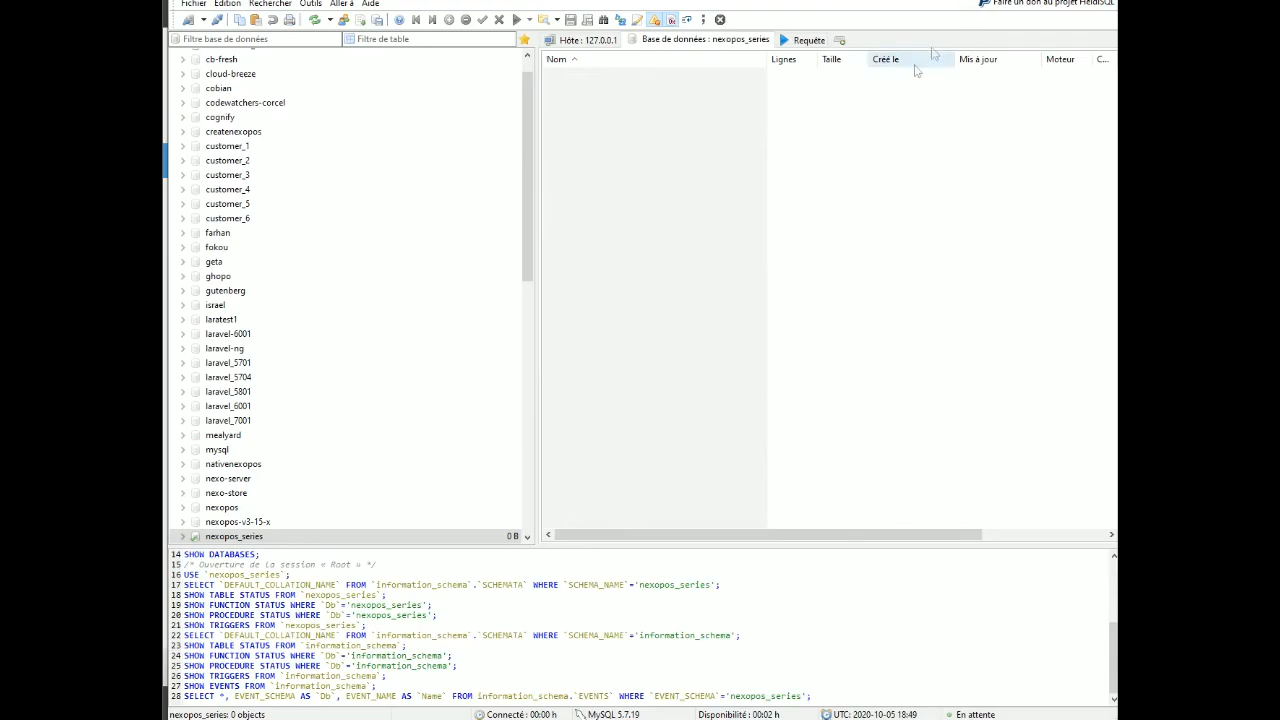 Fichier Edition Rechercher Outils Aller à Aide
Faire un don au projet HeidiSQL
Filtre base de données Filtre de table Hôte : 127.0.0.1 Base de données : nexopos_series Requête
Nom Lignes Taille Créé le Mis à jour Moteur C...
cb-fresh
cloud-breeze
cobian
codewatchers-corcel
cognify
createnexopos
customer_1
customer_2
customer_3
customer_4
customer_5
customer_6
farhan
fokou
geta
ghopo
gutenberg
israel
laratest1
laravel-6001
laravel-ng
laravel_5701
laravel_5704
laravel_5801
laravel_6001
laravel_7001
mealyard
mysql
nativenexopos
nexo-server
nexo-store
nexopos
nexopos-v3-15-x
nexopos_series 0 B
14 SHOW DATABASES;
15 /* Ouverture de la session « Root » */
16 USE `nexopos_series`;
17 SELECT `DEFAULT_COLLATION_NAME` FROM `information_schema`.`SCHEMATA` WHERE `SCHEMA_NAME`='nexopos_series';
18 SHOW TABLE STATUS FROM `nexopos_series`;
19 SHOW FUNCTION STATUS WHERE `Db`='nexopos_series';
20 SHOW PROCEDURE STATUS WHERE `Db`='nexopos_series';
21 SHOW TRIGGERS FROM `nexopos_series`;
22 SELECT `DEFAULT_COLLATION_NAME` FROM `information_schema`.`SCHEMATA` WHERE `SCHEMA_NAME`='information_schema';
23 SHOW TABLE STATUS FROM `information_schema`;
24 SHOW FUNCTION STATUS WHERE `Db`='information_schema';
25 SHOW PROCEDURE STATUS WHERE `Db`='information_schema';
26 SHOW TRIGGERS FROM `information_schema`;
27 SHOW EVENTS FROM `information_schema`;
28 SELECT *, EVENT_SCHEMA AS `Db`, EVENT_NAME AS `Name` FROM information_schema.`EVENTS` WHERE `EVENT_SCHEMA`='nexopos_series';
nexopos_series: 0 objects Connecté : 00:00 h MySQL 5.7.19 Disponibilité : 00:02 h UTC: 2020-10-05 18:49 En attente